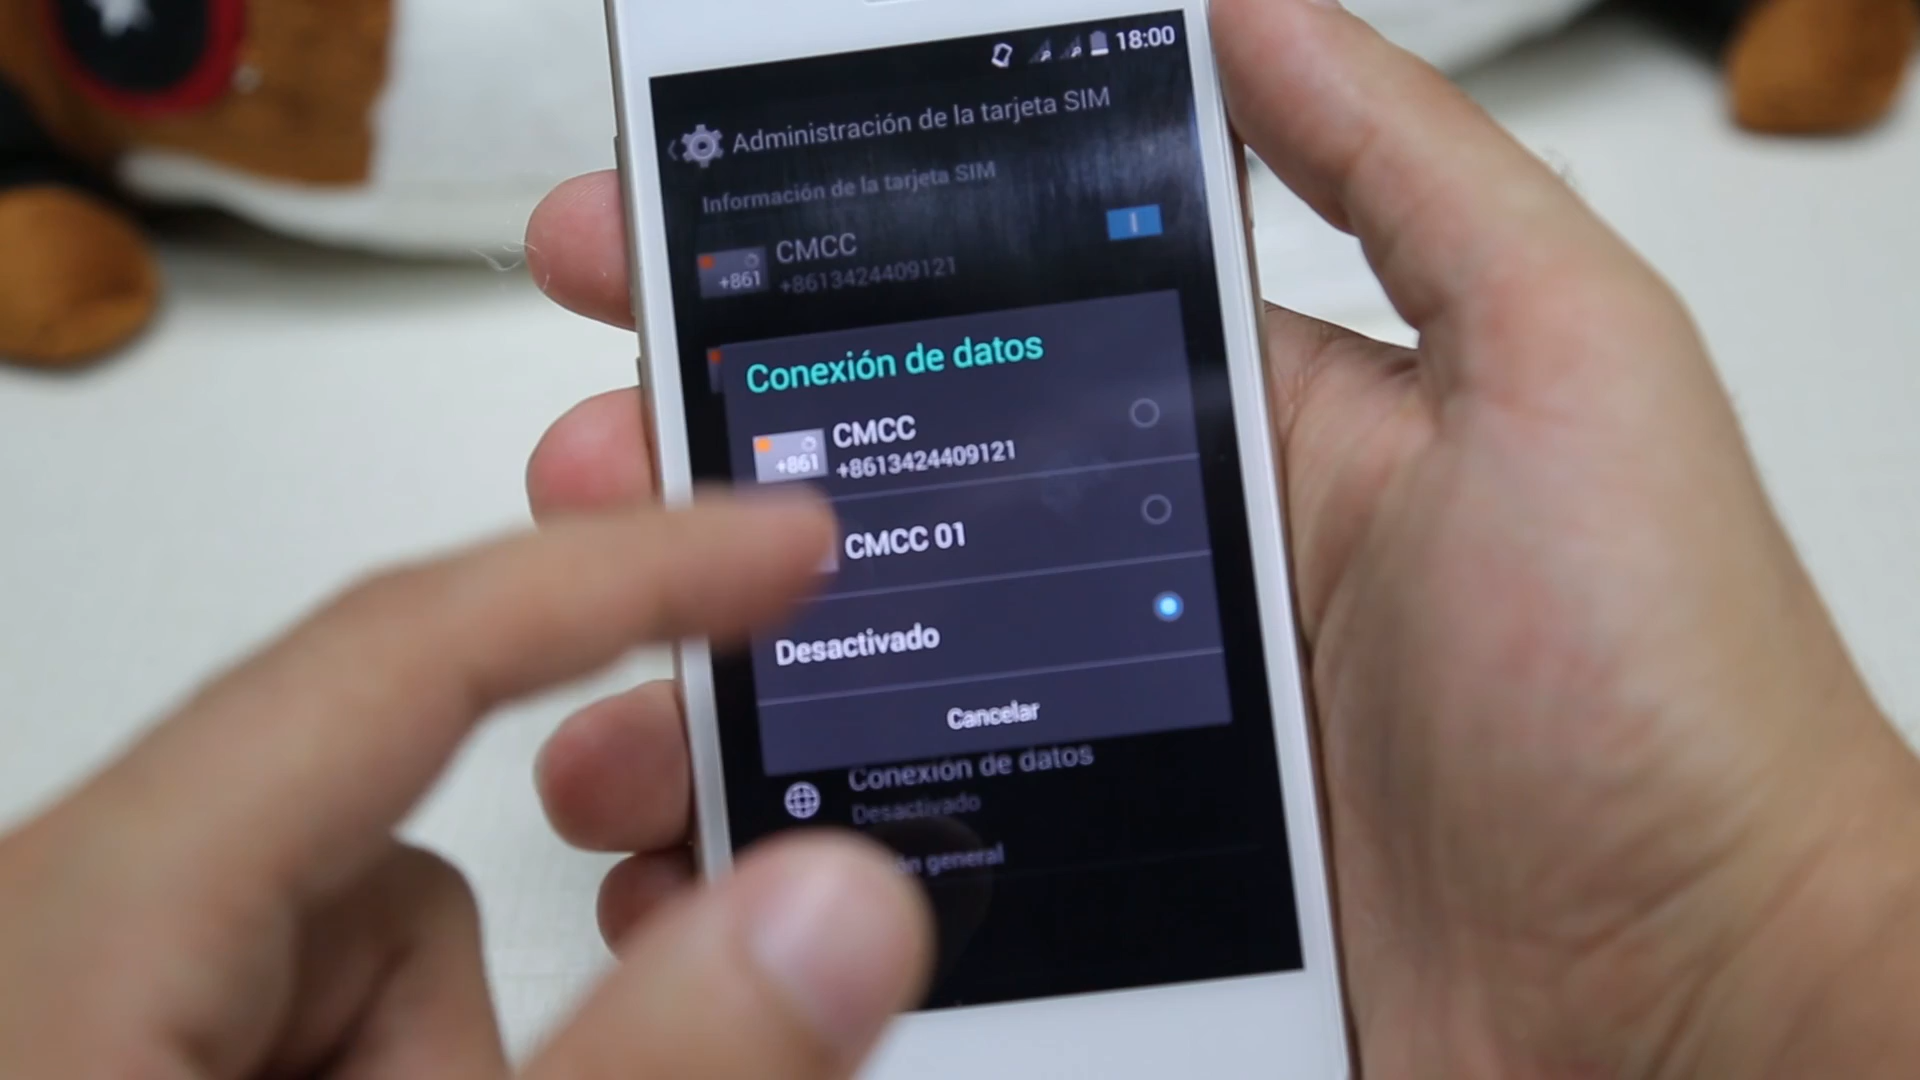 18:00
Administración de la tarjeta SIM
Información de la tarjeta SIM
CMCC
+861
+8613424409121
Conexión de datos
CMCC
+861
+8613424409121
CMCC 01
Desactivado
Cancelar
Conexión de datos
Desactivado
general